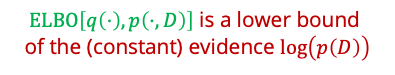 ELBO[q(·), p(·, D)] is a lower bound
of the (constant) evidence log(p(D))